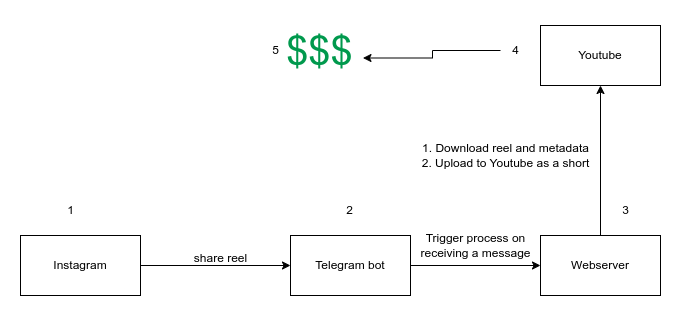 5
$$$
4
Youtube
1. Download reel and metadata
2. Upload to Youtube as a short
1
2
3
Instagram
share reel
Telegram bot
Trigger process on
receiving a message
Webserver